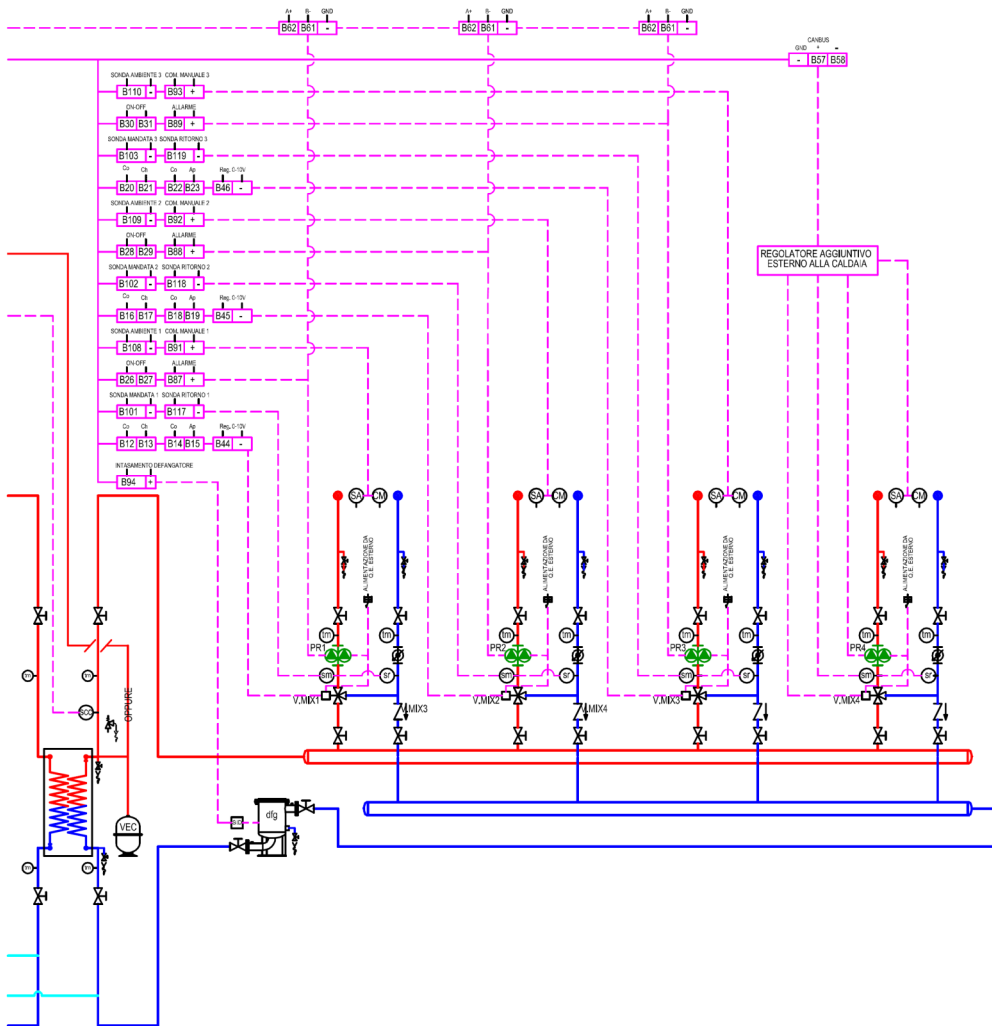 A+ B- GND
B62 B61 -
A+ B- GND
B62 B61 -
A+ B- GND
B62 B61 -
CANBUS
GND + -
- B57 B58
SONDA AMBIENTE 3 COM. MANUALE 3
B110 - B93 +
ON-OFF ALLARME
B30 B31 B89 +
SONDA MANDATA 3 SONDA RITORNO 3
B103 - B119 -
Co Ch Co Ap Reg. 0-10V
B20 B21 B22 B23 B46 -
SONDA AMBIENTE 2 COM. MANUALE 2
B109 - B92 +
ON-OFF ALLARME
B28 B29 B88 +
SONDA MANDATA 2 SONDA RITORNO 2
B102 - B118 -
Co Ch Co Ap Reg. 0-10V
B16 B17 B18 B19 B45 -
SONDA AMBIENTE 1 COM. MANUALE 1
B108 - B91 +
ON-OFF ALLARME
B26 B27 B87 +
SONDA MANDATA 1 SONDA RITORNO 1
B101 - B117 -
Co Ch Co Ap Reg. 0-10V
B12 B13 B14 B15 B44 -
INTASAMENTO DEFANGATORE
B94 +
REGOLATORE AGGIUNTIVO
ESTERNO ALLA CALDAIA
SA CM
SA CM
SA CM
SA CM
ALIMENTAZIONE DA
Q.E. ESTERNO
ALIMENTAZIONE DA
Q.E. ESTERNO
ALIMENTAZIONE DA
Q.E. ESTERNO
ALIMENTAZIONE DA
Q.E. ESTERNO
tm tm
tm tm
tm tm
tm tm
PR1
PR2
PR3
PR4
sm sr
sm sr
sm sr
sm sr
V.MIX1
V.MIX3
V.MIX2
V.MIX4
V.MIX3
V.MIX4
tm tm
OPPURE
VEC
dfg
tm tm